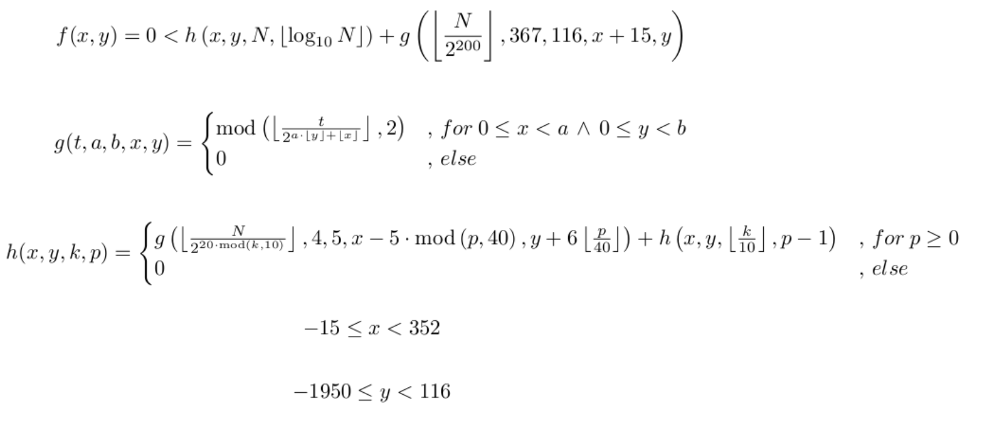 f(x, y) = 0 < h (x, y, N, ⌊log₁₀ N⌋) + g (⌊N/2²⁰⁰⌋, 367, 116, x + 15, y)
g(t, a, b, x, y) = { mod (⌊t/2^(a·⌊y⌋+⌊x⌋)⌋, 2) , for 0 ≤ x < a ∧ 0 ≤ y < b
0 , else
h(x, y, k, p) = { g (⌊N/2^(20·mod(k,10))⌋, 4, 5, x − 5 · mod (p, 40), y + 6 ⌊p/40⌋) + h (x, y, ⌊k/10⌋, p − 1) , for p ≥ 0
0 , else
−15 ≤ x < 352
−1950 ≤ y < 116